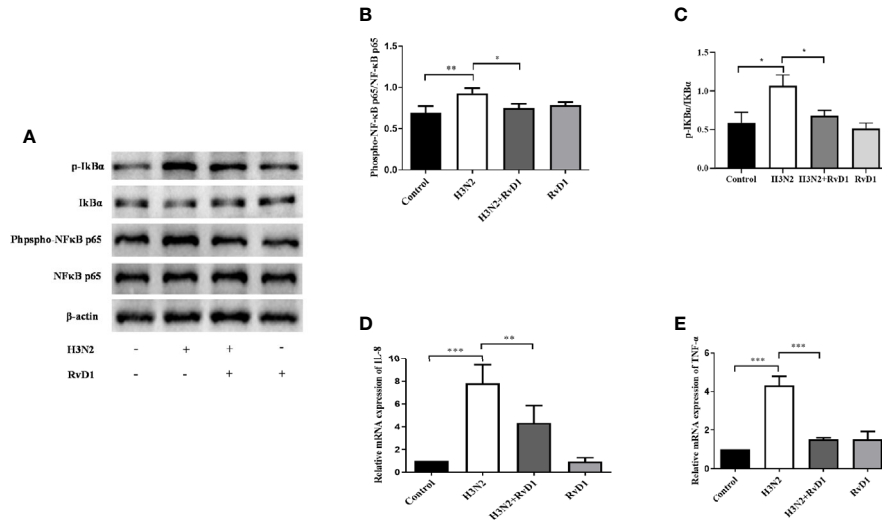 A
p-IkBα
IkBα
Phpspho-NFκB p65
NFκB p65
β-actin
H3N2 - + + -
RvD1 - - + +
B
Phospho-NF-κB p65/NF-κB p65
1.5
1.0
0.5
0.0
** *
Control H3N2 H3N2+RvD1 RvD1
C
p-IKBα/IKBα
1.5
1.0
0.5
0.0
* *
Control H3N2 H3N2+RvD1 RvD1
D
Relative mRNA expression of IL-8
10
8
6
4
2
0
*** **
Control H3N2 H3N2+RvD1 RvD1
E
Relative mRNA expression of TNF-α
6
4
2
0
*** ***
Control H3N2 H3N2+RvD1 RvD1